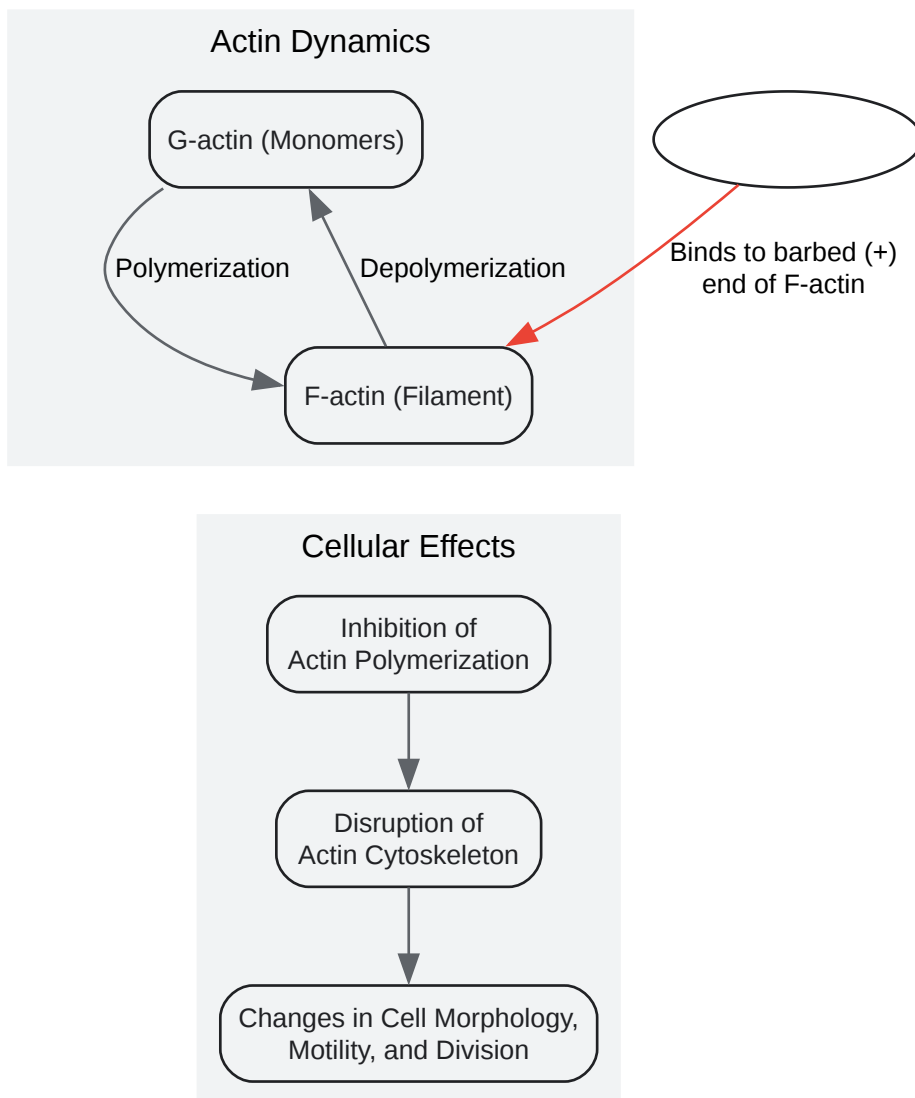 Actin Dynamics
G-actin (Monomers)
Polymerization
Depolymerization
Binds to barbed (+)
end of F-actin
F-actin (Filament)
Cellular Effects
Inhibition of
Actin Polymerization
Disruption of
Actin Cytoskeleton
Changes in Cell Morphology,
Motility, and Division